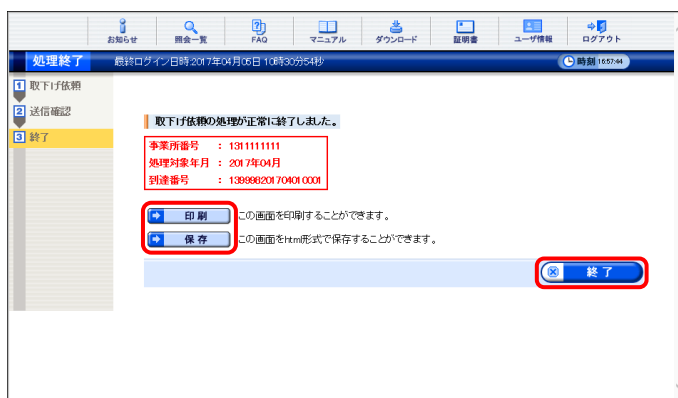 お知らせ 照会一覧 FAQ マニュアル ダウンロード 証明書 ユーザ情報 ログアウト
処理終了 最終ログイン日時:2017年04月05日 10時30分54秒 時刻 16:57:44
1 取下げ依頼
2 送信確認
3 終了
取下げ依頼の処理が正常に終了しました。
事業所番号 : 1311111111
処理対象年月 : 2017年04月
到達番号 : 139998201704010001
印刷 この画面を印刷することができます。
保存 この画面をhtm形式で保存することができます。
終了